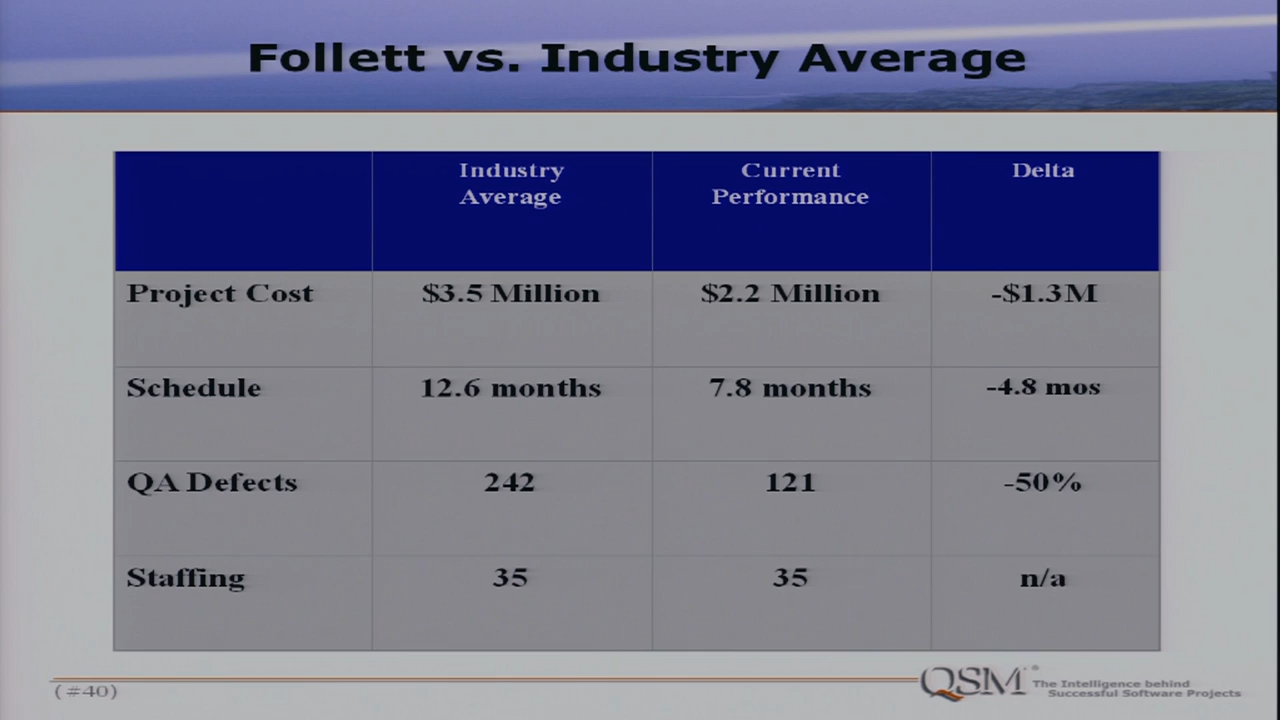 Follett vs. Industry Average
Industry
Average
Current
Performance
Delta
Project Cost
$3.5 Million
$2.2 Million
-$1.3M
Schedule
12.6 months
7.8 months
-4.8 mos
QA Defects
242
121
-50%
Staffing
35
35
n/a
(#40)
QSM®
The Intelligence behind
Successful Software Projects